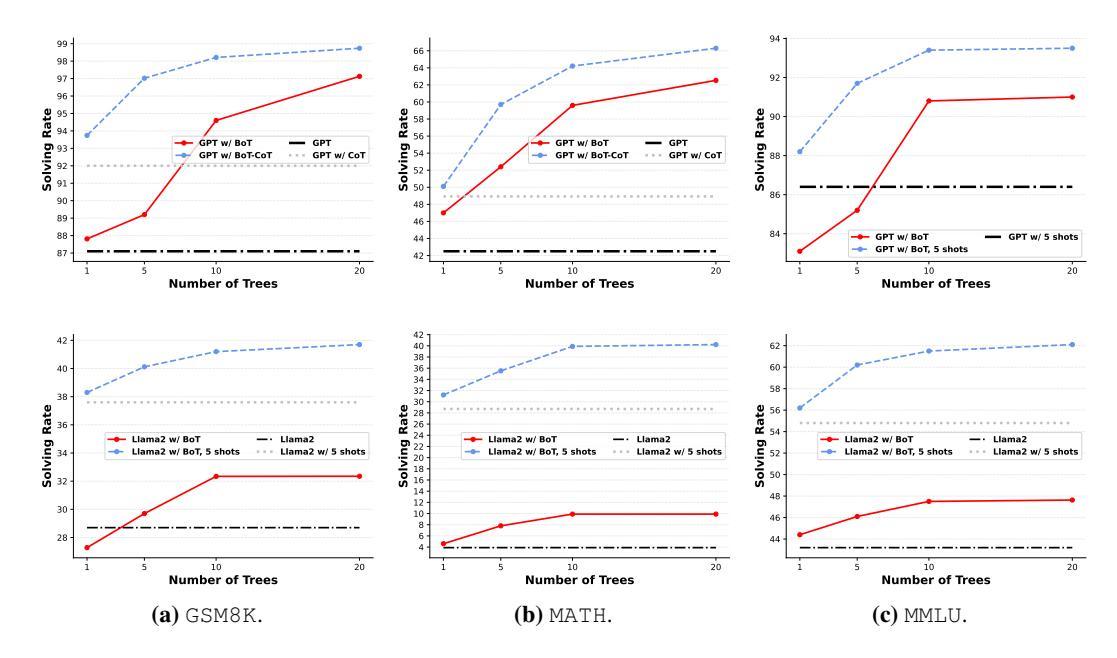 Solving Rate
99
98
97
96
95
94
93
92
91
90
89
88
87
1 5 10 20
Number of Trees
GPT w/ BoT GPT
GPT w/ BoT-CoT GPT w/ CoT
Solving Rate
66
64
62
60
58
56
54
52
50
48
46
44
42
1 5 10 20
Number of Trees
GPT w/ BoT GPT
GPT w/ BoT-CoT GPT w/ CoT
Solving Rate
94
92
90
88
86
84
1 5 10 20
Number of Trees
GPT w/ BoT GPT w/ 5 shots
GPT w/ BoT, 5 shots
Solving Rate
42
40
38
36
34
32
30
28
1 5 10 20
Number of Trees
Llama2 w/ BoT Llama2
Llama2 w/ BoT, 5 shots Llama2 w/ 5 shots
Solving Rate
42
40
38
36
34
32
30
28
26
24
22
20
18
16
14
12
10
8
6
4
1 5 10 20
Number of Trees
Llama2 w/ BoT Llama2
Llama2 w/ BoT, 5 shots Llama2 w/ 5 shots
Solving Rate
62
60
58
56
54
52
50
48
46
44
1 5 10 20
Number of Trees
Llama2 w/ BoT Llama2
Llama2 w/ BoT, 5 shots Llama2 w/ 5 shots
(a) GSM8K. (b) MATH. (c) MMLU.